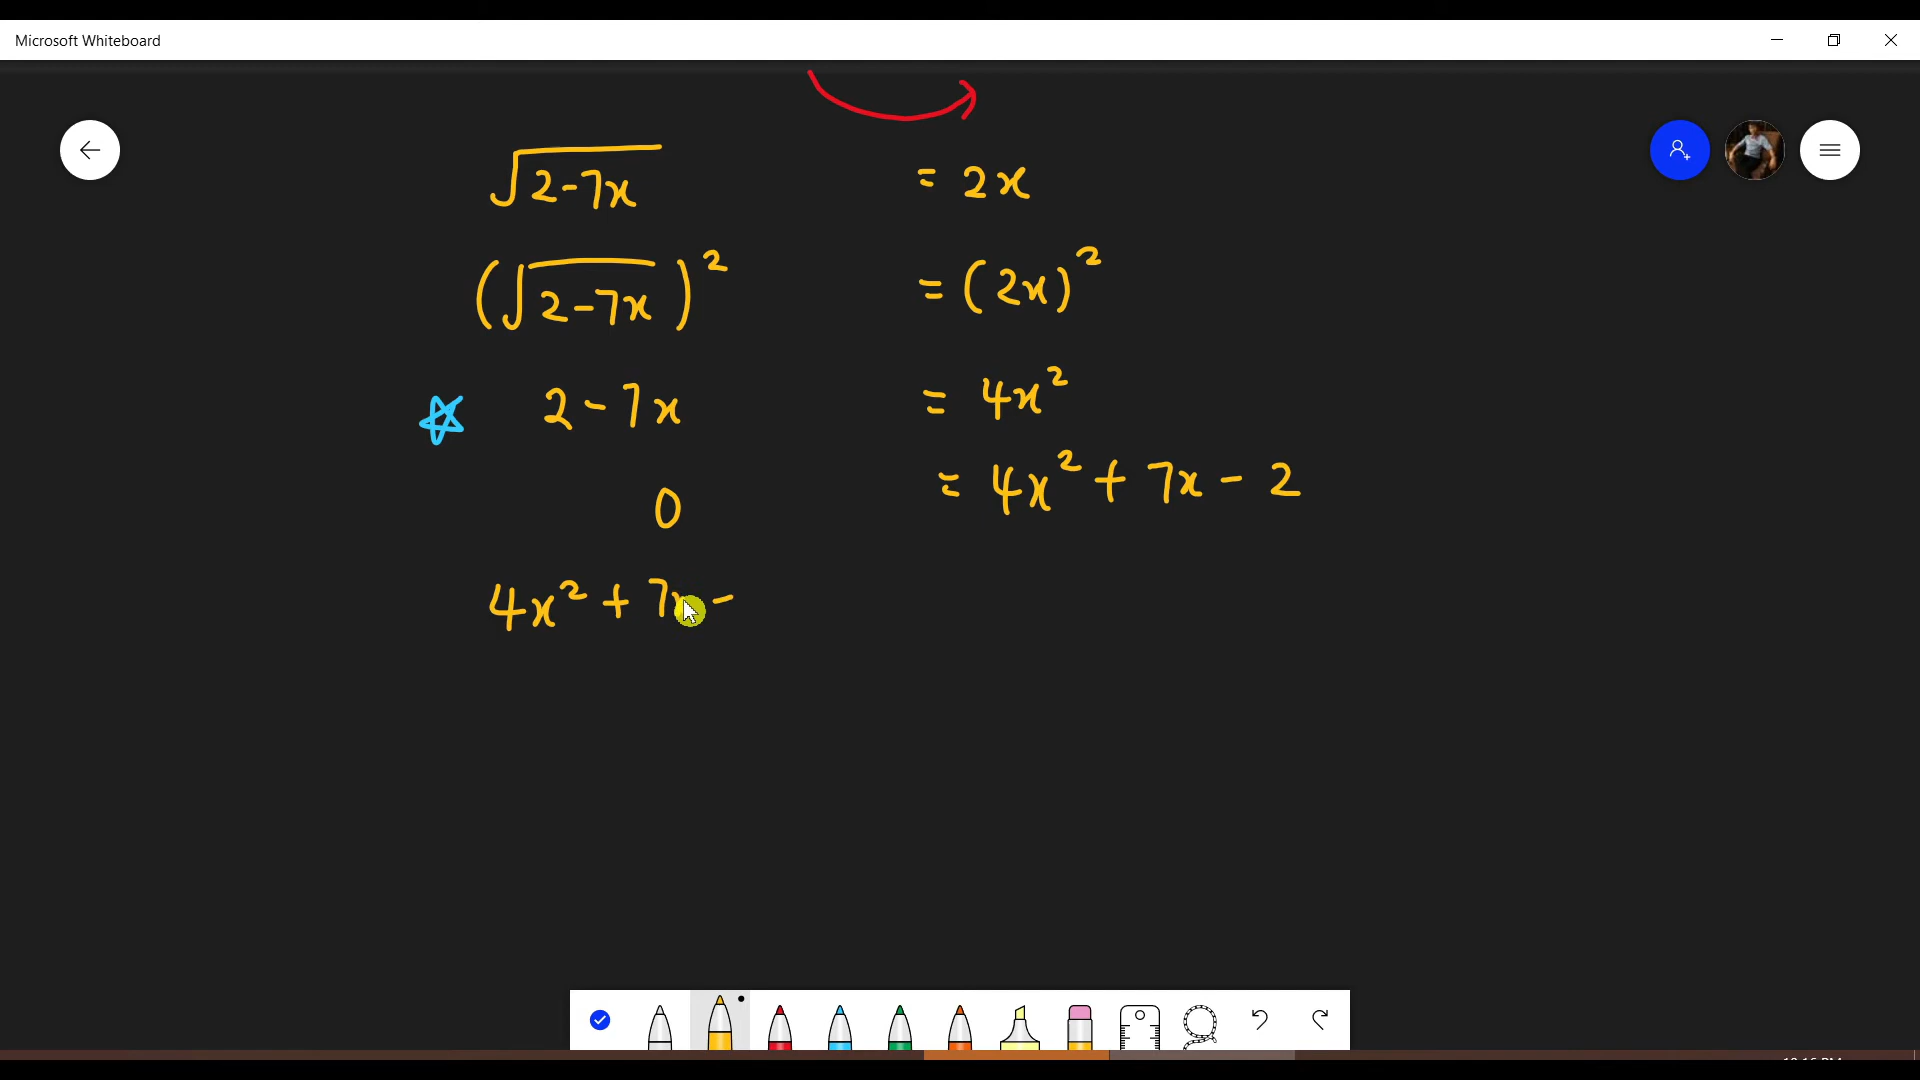 Microsoft Whiteboard
√(2-7x) = 2x
(√(2-7x))² = (2x)²
2-7x = 4x²
0 = 4x² + 7x - 2
4x² + 7x -